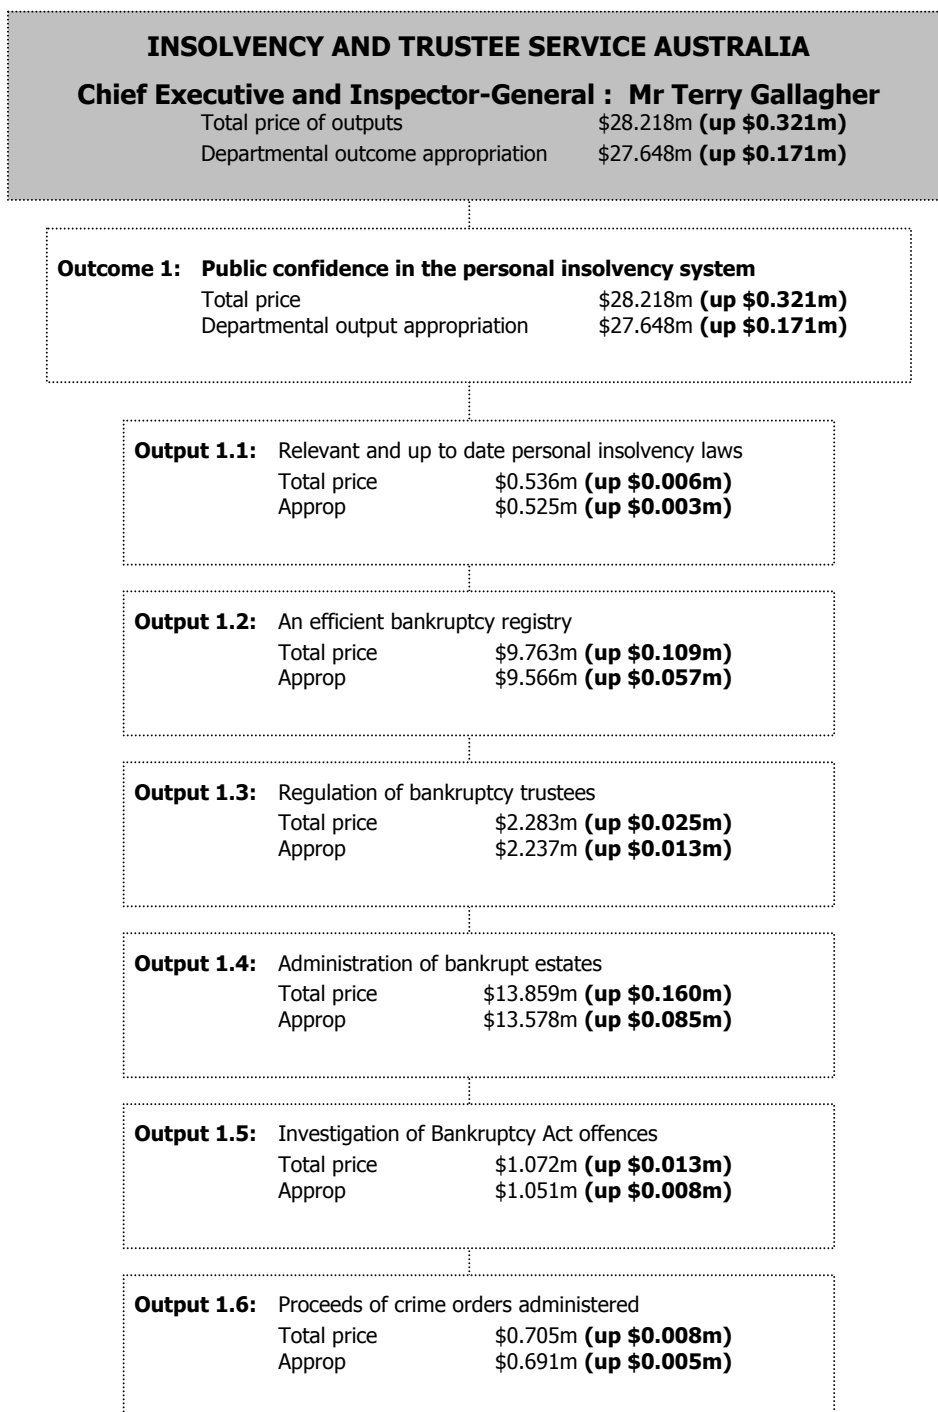 INSOLVENCY AND TRUSTEE SERVICE AUSTRALIA
Chief Executive and Inspector-General : Mr Terry Gallagher
Total price of outputs $28.218m (up $0.321m)
Departmental outcome appropriation $27.648m (up $0.171m)
Outcome 1: Public confidence in the personal insolvency system
Total price $28.218m (up $0.321m)
Departmental output appropriation $27.648m (up $0.171m)
Output 1.1: Relevant and up to date personal insolvency laws
Total price $0.536m (up $0.006m)
Approp $0.525m (up $0.003m)
Output 1.2: An efficient bankruptcy registry
Total price $9.763m (up $0.109m)
Approp $9.566m (up $0.057m)
Output 1.3: Regulation of bankruptcy trustees
Total price $2.283m (up $0.025m)
Approp $2.237m (up $0.013m)
Output 1.4: Administration of bankrupt estates
Total price $13.859m (up $0.160m)
Approp $13.578m (up $0.085m)
Output 1.5: Investigation of Bankruptcy Act offences
Total price $1.072m (up $0.013m)
Approp $1.051m (up $0.008m)
Output 1.6: Proceeds of crime orders administered
Total price $0.705m (up $0.008m)
Approp $0.691m (up $0.005m)